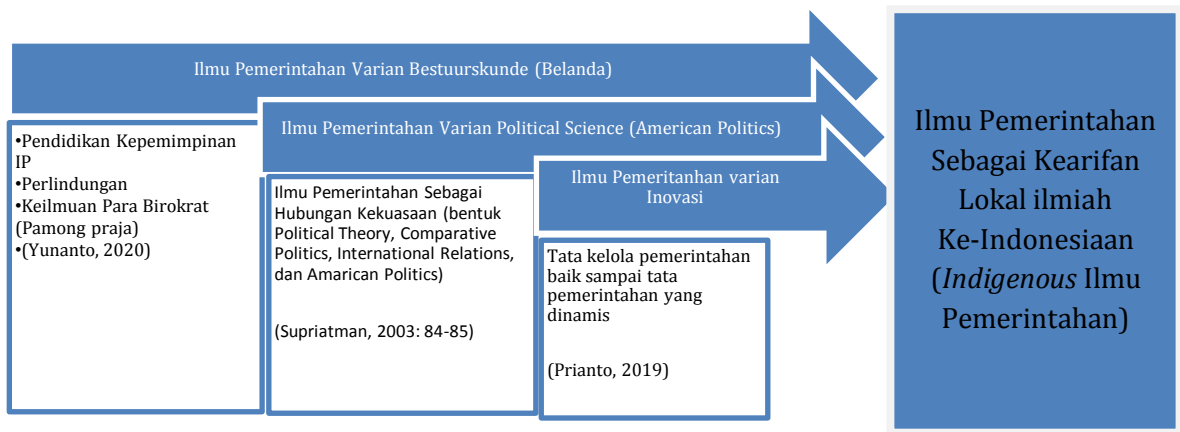 Ilmu Pemerintahan Varian Bestuurskunde (Belanda)
•Pendidikan Kepemimpinan
IP
•Perlindungan
•Keilmuan Para Birokrat
(Pamong praja)
•(Yunanto, 2020)
Ilmu Pemerintahan Varian Political Science (American Politics)
Ilmu Pemerintahan Sebagai
Hubungan Kekuasaan (bentuk
Political Theory, Comparative
Politics, International Relations,
dan Amarican Politics)
(Supriatman, 2003: 84-85)
Ilmu Pemeritanhan varian
Inovasi
Tata kelola pemerintahan
baik sampai tata
pemerintahan yang
dinamis
(Prianto, 2019)
Ilmu Pemerintahan
Sebagai Kearifan
Lokal ilmiah
Ke-Indonesiaan
(Indigenous Ilmu
Pemerintahan)